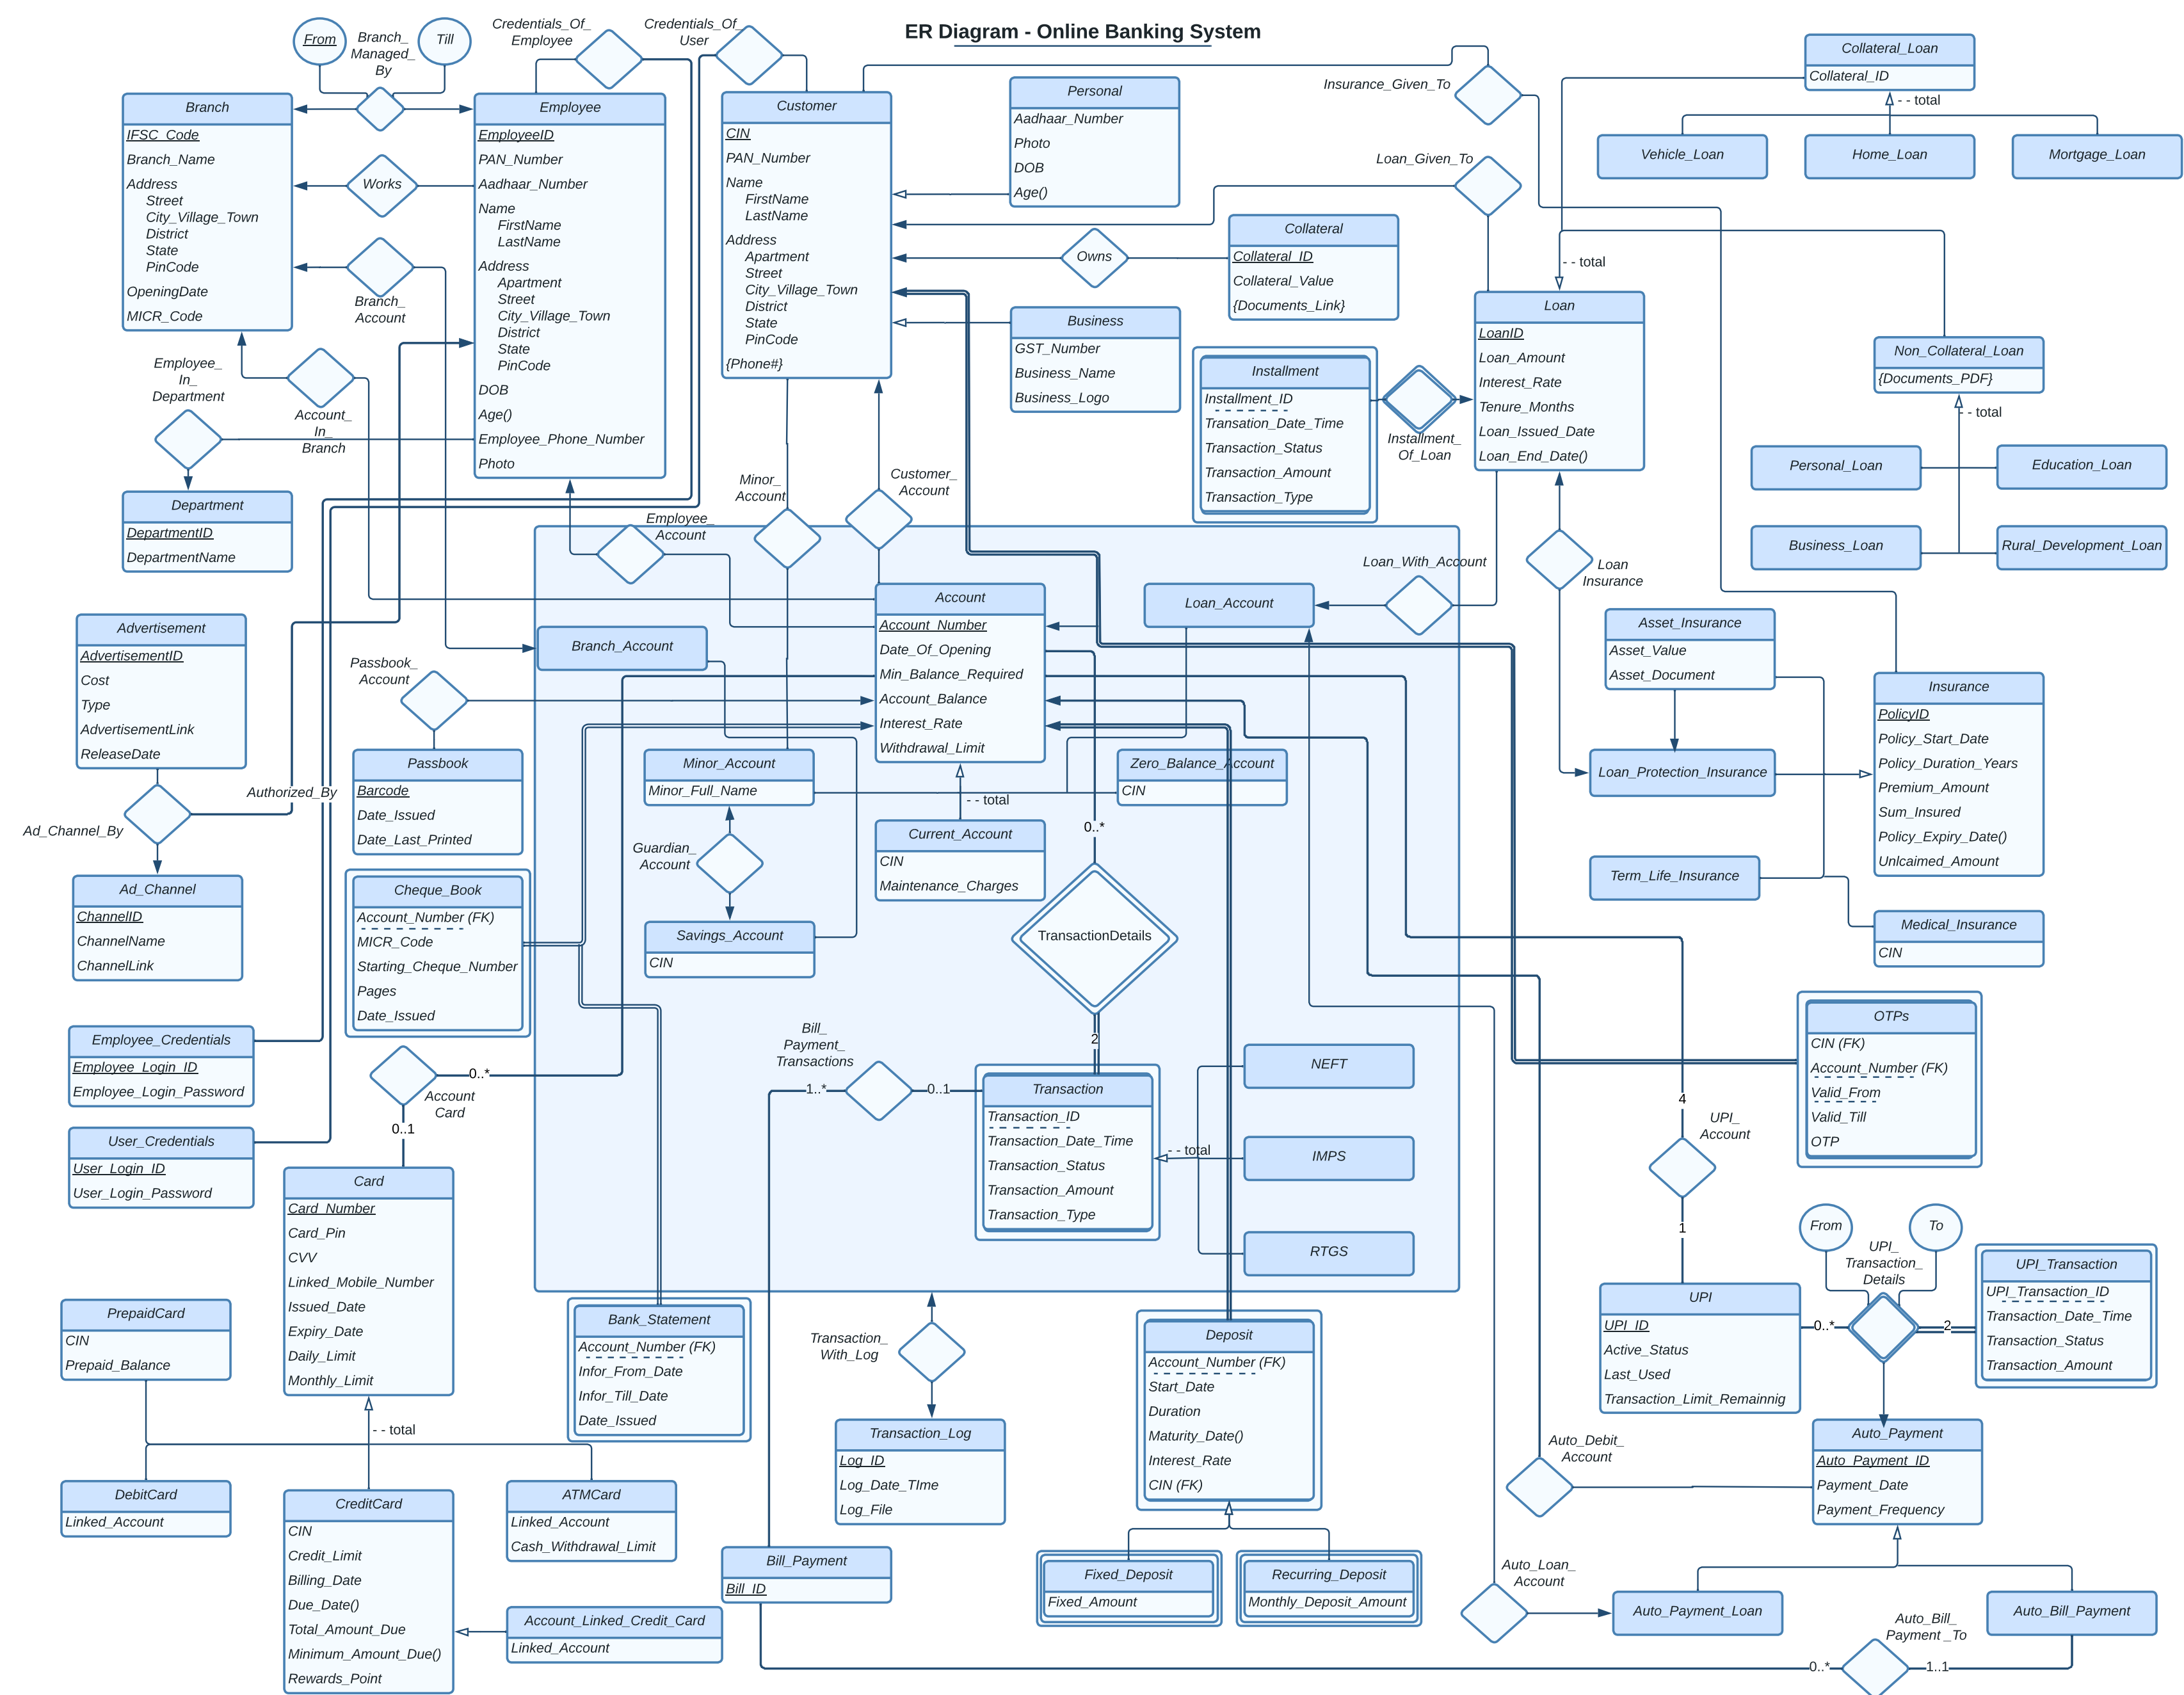 ER Diagram - Online Banking System
From
Branch_
Managed_
By
Till
Credentials_Of_
Employee
Credentials_Of_
User
Branch
IFSC_Code
Branch_Name
Address
Street
City_Village_Town
District
State
PinCode
OpeningDate
MICR_Code
Works
Branch_
Account
Employee
EmployeeID
PAN_Number
Aadhaar_Number
Name
FirstName
LastName
Address
Apartment
Street
City_Village_Town
District
State
PinCode
DOB
Age()
Employee_Phone_Number
Photo
Customer
CIN
PAN_Number
Name
FirstName
LastName
Address
Apartment
Street
City_Village_Town
District
State
PinCode
{Phone#}
Personal
Aadhaar_Number
Photo
DOB
Age()
Insurance_Given_To
Loan_Given_To
Owns
Collateral
Collateral_ID
Collateral_Value
{Documents_Link}
Business
GST_Number
Business_Name
Business_Logo
Collateral_Loan
Collateral_ID
- - total
Vehicle_Loan
Home_Loan
Mortgage_Loan
- - total
Loan
LoanID
Loan_Amount
Interest_Rate
Tenure_Months
Loan_Issued_Date
Loan_End_Date()
Installment
Installment_ID
Transation_Date_Time
Transaction_Status
Transaction_Amount
Transaction_Type
Installment_
Of_Loan
Non_Collateral_Loan
{Documents_PDF}
- - total
Personal_Loan
Education_Loan
Business_Loan
Rural_Development_Loan
Employee_
In_
Department
Account_
In_
Branch
Department
DepartmentID
DepartmentName
Minor_
Account
Customer_
Account
Employee_
Account
Loan_With_Account
Loan
Insurance
Advertisement
AdvertisementID
Cost
Type
AdvertisementLink
ReleaseDate
Authorized_By
Ad_Channel_By
Ad_Channel
ChannelID
ChannelName
ChannelLink
Branch_Account
Passbook_
Account
Passbook
Barcode
Date_Issued
Date_Last_Printed
Account
Account_Number
Date_Of_Opening
Min_Balance_Required
Account_Balance
Interest_Rate
Withdrawal_Limit
Loan_Account
Asset_Insurance
Asset_Value
Asset_Document
Loan_Protection_Insurance
Term_Life_Insurance
Insurance
PolicyID
Policy_Start_Date
Policy_Duration_Years
Premium_Amount
Sum_Insured
Policy_Expiry_Date()
Unlcaimed_Amount
Medical_Insurance
CIN
Minor_Account
Minor_Full_Name
Zero_Balance_Account
CIN
- - total
Current_Account
CIN
Maintenance_Charges
Guardian_
Account
Savings_Account
CIN
Cheque_Book
Account_Number (FK)
MICR_Code
Starting_Cheque_Number
Pages
Date_Issued
0..*
TransactionDetails
2
Employee_Credentials
Employee_Login_ID
Employee_Login_Password
User_Credentials
User_Login_ID
User_Login_Password
0..*
Account
Card
0..1
Bill_
Payment_
Transactions
1..*
0..1
Transaction
Transaction_ID
Transaction_Date_Time
Transaction_Status
Transaction_Amount
Transaction_Type
- - total
NEFT
IMPS
RTGS
4
UPI_
Account
1
OTPs
CIN (FK)
Account_Number (FK)
Valid_From
Valid_Till
OTP
Card
Card_Number
Card_Pin
CVV
Linked_Mobile_Number
Issued_Date
Expiry_Date
Daily_Limit
Monthly_Limit
- - total
PrepaidCard
CIN
Prepaid_Balance
DebitCard
Linked_Account
CreditCard
CIN
Credit_Limit
Billing_Date
Due_Date()
Total_Amount_Due
Minimum_Amount_Due()
Rewards_Point
ATMCard
Linked_Account
Cash_Withdrawal_Limit
Account_Linked_Credit_Card
Linked_Account
Bank_Statement
Account_Number (FK)
Infor_From_Date
Infor_Till_Date
Date_Issued
Transaction_
With_Log
Transaction_Log
Log_ID
Log_Date_TIme
Log_File
Bill_Payment
Bill_ID
Deposit
Account_Number (FK)
Start_Date
Duration
Maturity_Date()
Interest_Rate
CIN (FK)
Fixed_Deposit
Fixed_Amount
Recurring_Deposit
Monthly_Deposit_Amount
From
To
UPI_
Transaction_
Details
UPI
UPI_ID
Active_Status
Last_Used
Transaction_Limit_Remainnig
0..*
2
UPI_Transaction
UPI_Transaction_ID
Transaction_Date_Time
Transaction_Status
Transaction_Amount
Auto_Debit_
Account
Auto_Payment
Auto_Payment_ID
Payment_Date
Payment_Frequency
Auto_Loan_
Account
Auto_Payment_Loan
Auto_Bill_Payment
Auto_Bill_
Payment _To
0..*
1..1